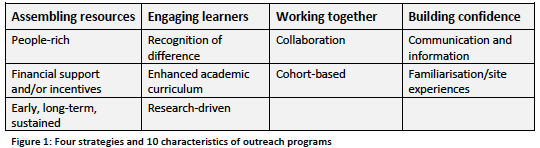 Assembling resources Engaging learners Working together Building confidence
People-rich Recognition of difference Collaboration Communication and information
Financial support and/or incentives Enhanced academic curriculum Cohort-based Familiarisation/site experiences
Early, long-term, sustained Research-driven
Figure 1: Four strategies and 10 characteristics of outreach programs